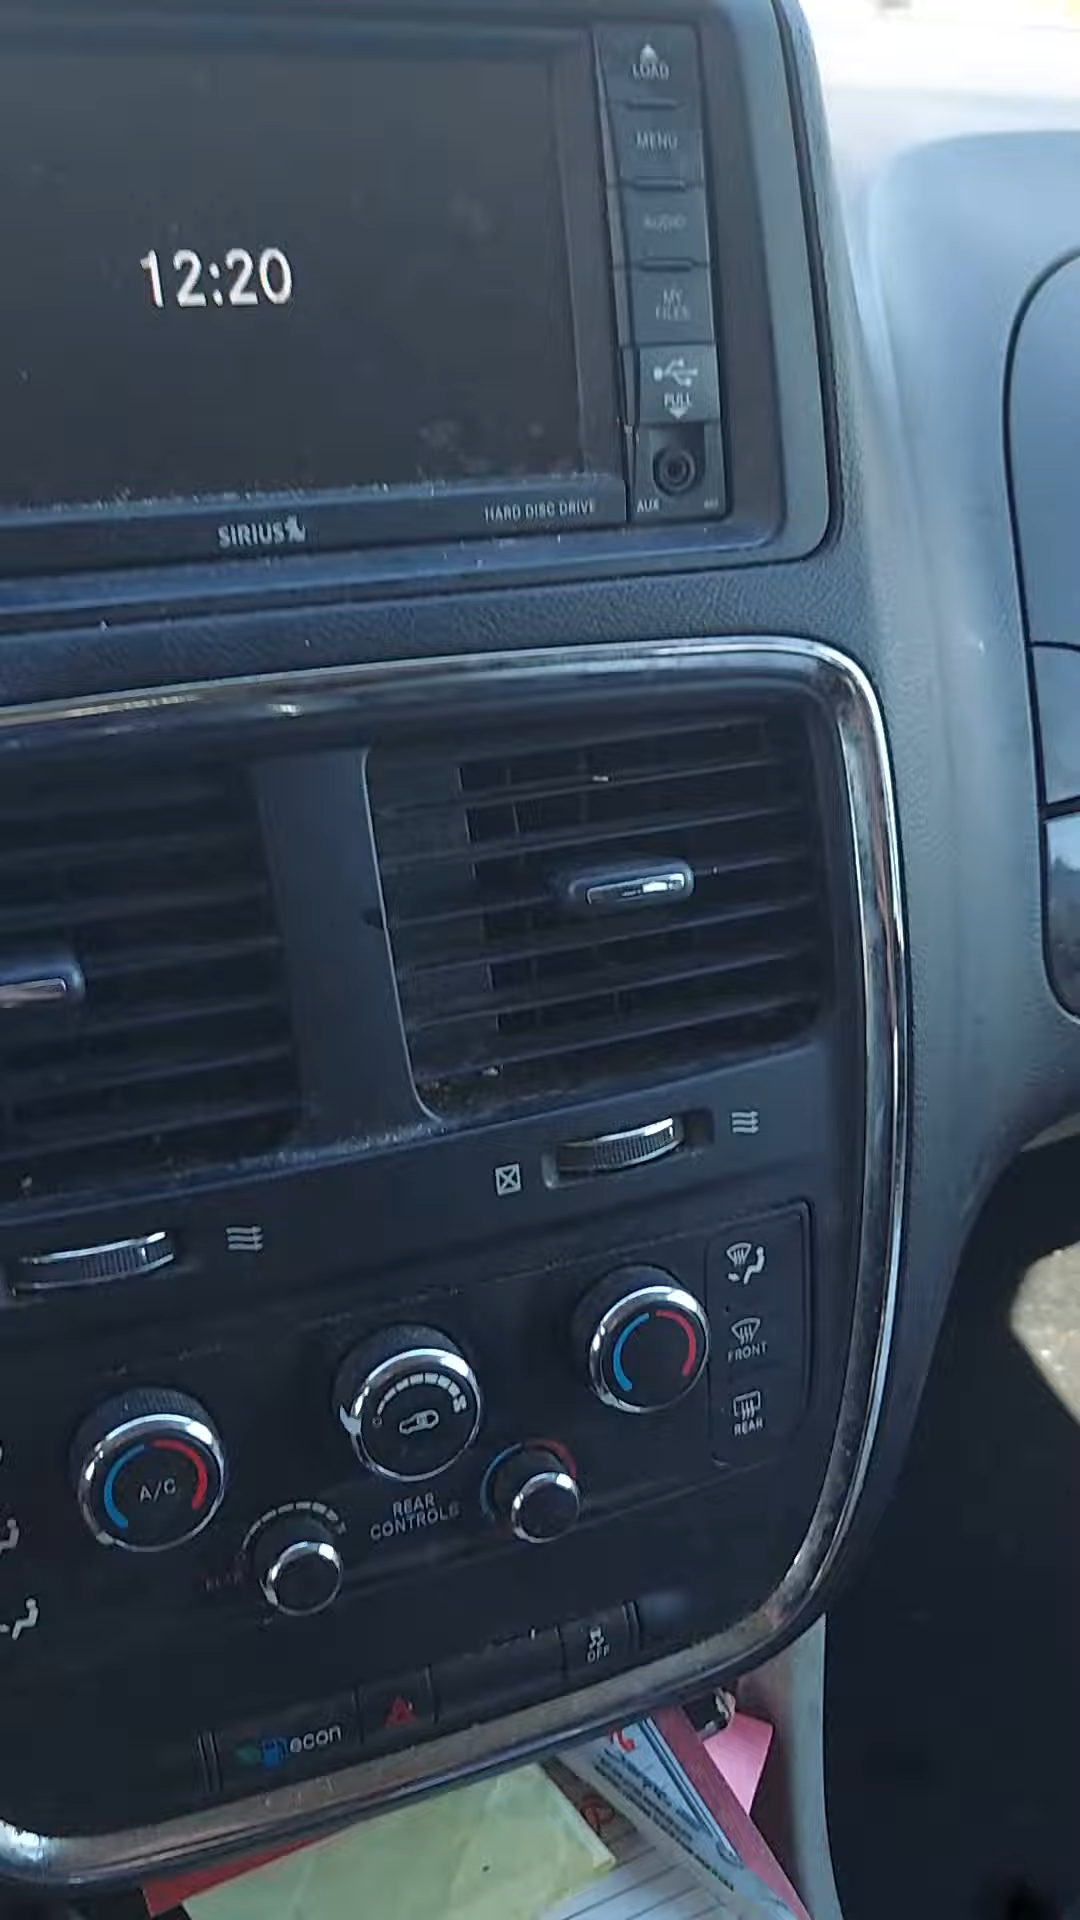 LOAD
MENU
AUDIO
MY
FILES
12:20
PULL
AUX
HARD DISC DRIVE
SIRIUS
FRONT
REAR
A/C
O
REAR
CONTROLS
REAR
OFF
econ